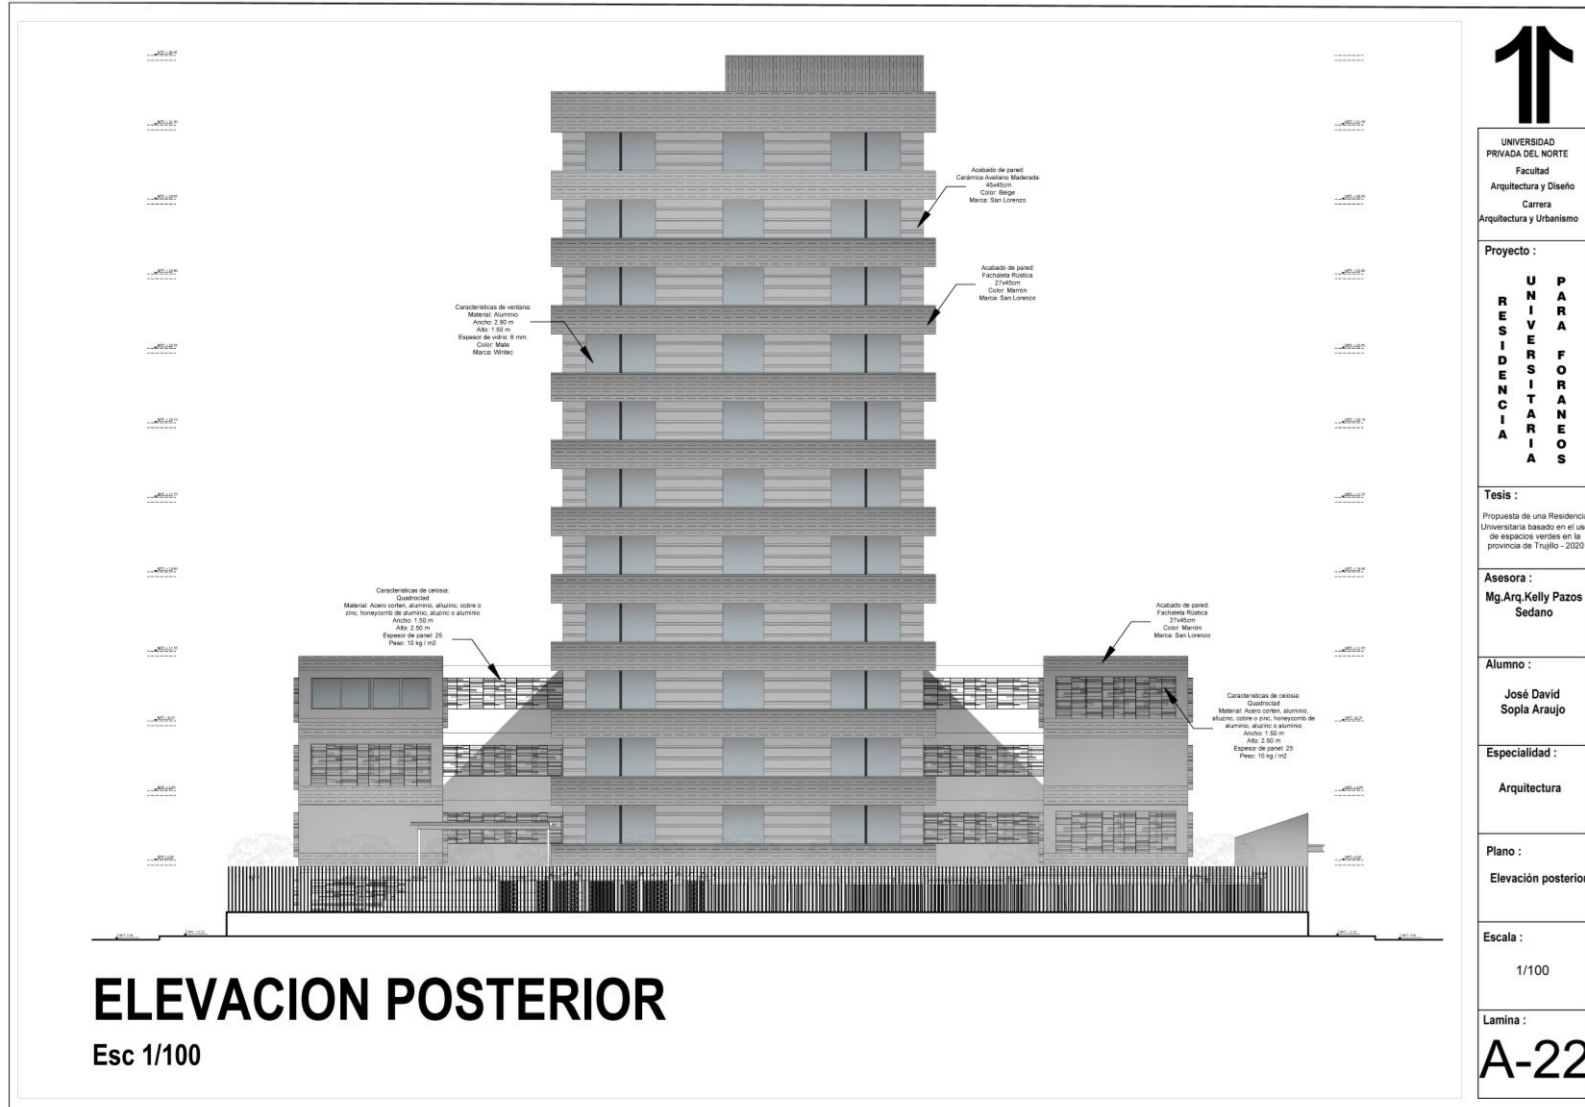 Acabado de pared:
Cerámica Avellano Maderada
45x45cm
Color: Beige
Marca: San Lorenzo
Acabado de pared:
Fachaleta Rústica
27x45cm
Color: Marrón
Marca: San Lorenzo
Características de ventana:
Material: Aluminio
Ancho: 2.90 m
Alto: 1.50 m
Espesor de vidrio: 6 mm.
Color: Mate
Marca: Wintec
Características de celosia:
Quadroclad
Material: Acero corten, aluminio, alluzinc, cobre o
zinc, honeycomb de aluminio, aluzinc o aluminio
Ancho: 1.50 m
Alto: 2.50 m
Espesor de panel: 25
Peso: 10 kg / m2
Acabado de pared:
Fachaleta Rústica
27x45cm
Color: Marrón
Marca: San Lorenzo
Características de celosia:
Quadroclad
Material: Acero corten, aluminio,
alluzinc, cobre o zinc, honeycomb de
aluminio, aluzinc o aluminio
Ancho: 1.50 m
Alto: 2.50 m
Espesor de panel: 25
Peso: 10 kg / m2
ELEVACION POSTERIOR
Esc 1/100
UNIVERSIDAD
PRIVADA DEL NORTE
Facultad
Arquitectura y Diseño
Carrera
Arquitectura y Urbanismo
Proyecto :
RESIDENCIA
UNIVERSITARIA
PARA FORANEOS
Tesis :
Propuesta de una Residencia
Universitaria basado en el us
de espacios verdes en la
provincia de Trujillo - 2020
Asesora :
Mg.Arq.Kelly Pazos
Sedano
Alumno :
José David
Sopla Araujo
Especialidad :
Arquitectura
Plano :
Elevación posterior
Escala :
1/100
Lamina :
A-22